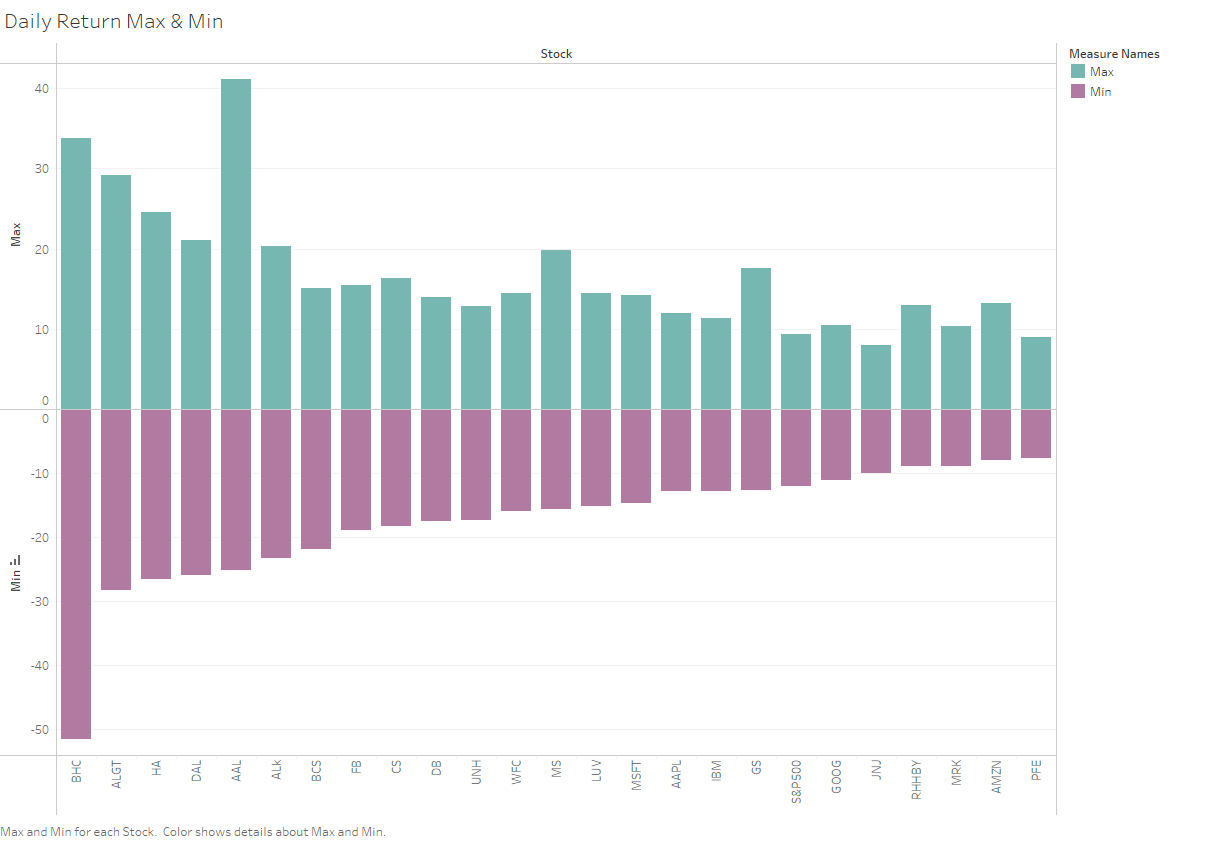 Daily Return Max & Min
Stock
Measure Names
Max
Min
Max
40
30
20
10
0
Min
0
-10
-20
-30
-40
-50
BHC
ALGT
HA
DAL
AAL
ALk
BCS
FB
CS
DB
UNH
WFC
MS
LUV
MSFT
AAPL
IBM
GS
S&P500
GOOG
JNJ
RHHBY
MRK
AMZN
PFE
Max and Min for each Stock.  Color shows details about Max and Min.